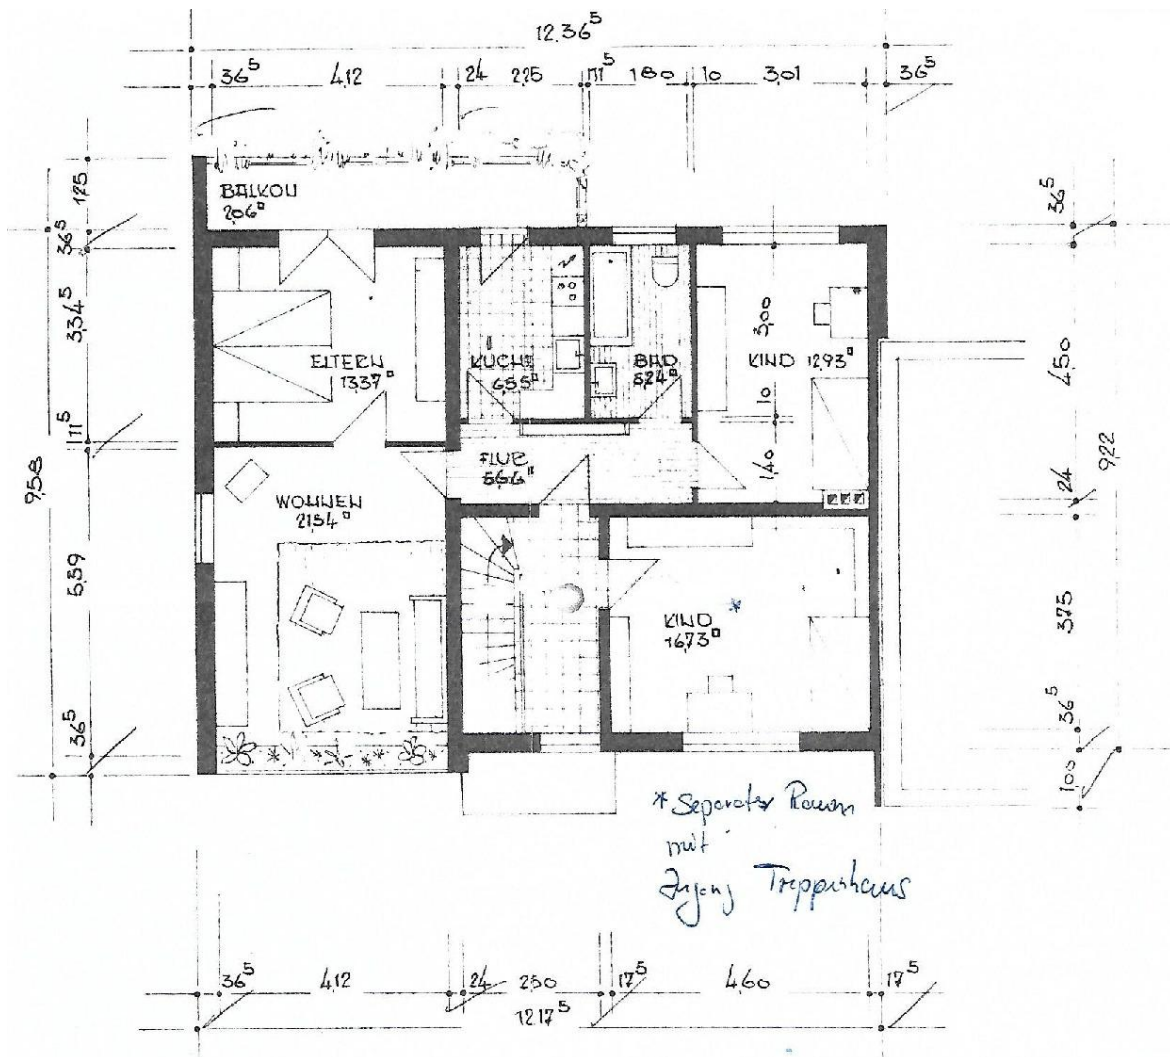 12.36⁵
36⁵ 4.12 24 2.25 11⁵ 1.80 10 3.01 36⁵
BALKON
2.06□
1.25
36⁵
3.34⁵
11⁵
5.39
36⁵
9.58
ELTERN
13.37□
KÜCHE
6.55□
BAD
5.24□
KIND 12.93□
3.00
10
1.40
FLUR
5.66□
WOHNEN
21.54□
KIND
16.73□
*
36⁵
4.50
24
3.75
36⁵
1.00
9.22
* Separater Raum
mit
Zugang Treppenhaus
36⁵ 4.12 24 2.50 17⁵ 4.60 17⁵
12.17⁵